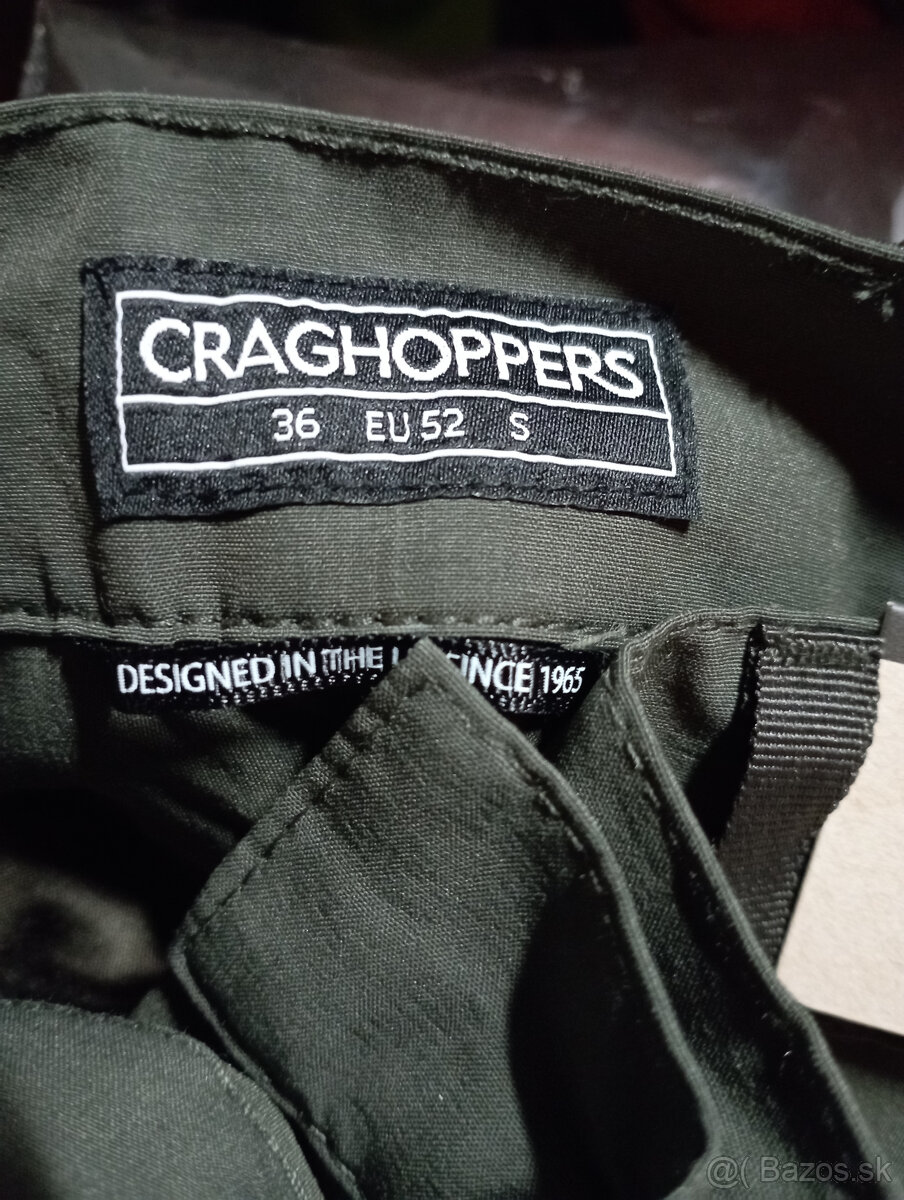 CRAGHOPPERS
36 EU 52 S
DESIGNED IN THE SINCE 1965
@( Bazos.sk